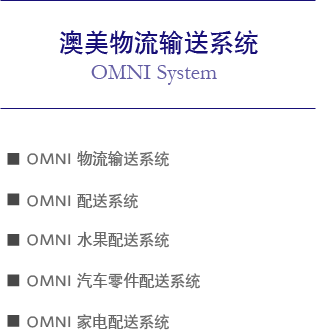 澳美物流输送系统
OMNI System
■ OMNI 物流输送系统
■ OMNI 配送系统
■ OMNI 水果配送系统
■ OMNI 汽车零件配送系统
■ OMNI 家电配送系统